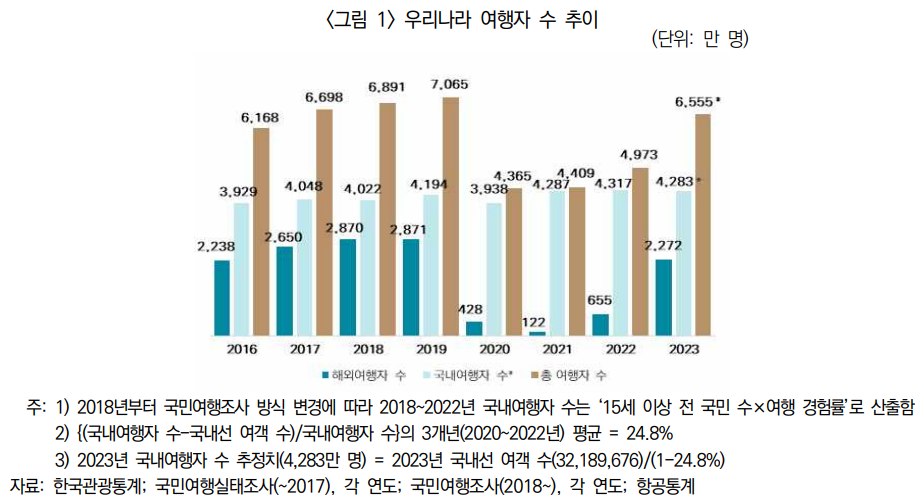 <그림 1> 우리나라 여행자 수 추이
(단위: 만 명)
2,238 3,929 6,168
2,650 4,048 6,698
2,870 4,022 6,891
2,871 4,194 7,065
428 3,938 4,365
122 4,287 4,409
655 4,317 4,973
2,272 4,283* 6,555*
2016 2017 2018 2019 2020 2021 2022 2023
해외여행자 수 국내여행자 수* 총 여행자 수
주: 1) 2018년부터 국민여행조사 방식 변경에 따라 2018~2022년 국내여행자 수는 ‘15세 이상 전 국민 수×여행 경험률’로 산출함
2) {(국내여행자 수-국내선 여객 수)/국내여행자 수}의 3개년(2020~2022년) 평균 = 24.8%
3) 2023년 국내여행자 수 추정치(4,283만 명) = 2023년 국내선 여객 수(32,189,676)/(1-24.8%)
자료: 한국관광통계; 국민여행실태조사(~2017), 각 연도; 국민여행조사(2018~), 각 연도; 항공통계